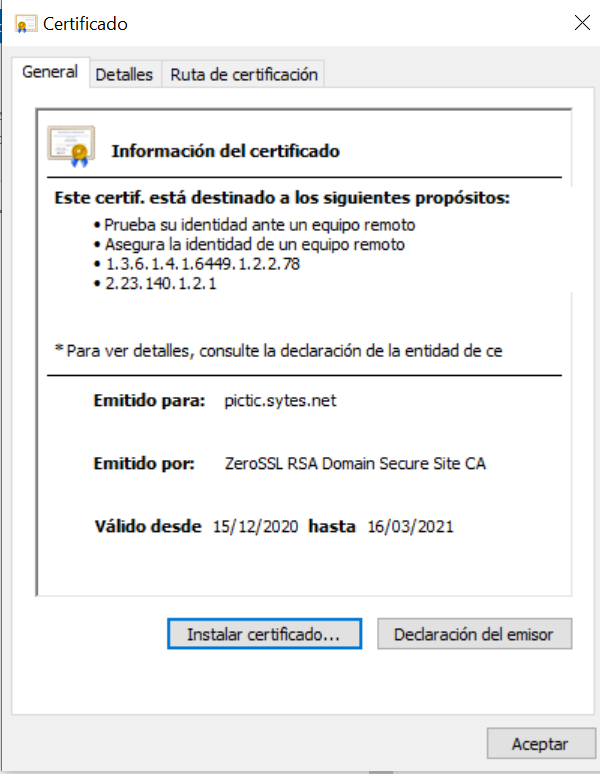 Certificado
General Detalles Ruta de certificación
Información del certificado
Este certif. está destinado a los siguientes propósitos:
• Prueba su identidad ante un equipo remoto
• Asegura la identidad de un equipo remoto
• 1.3.6.1.4.1.6449.1.2.2.78
• 2.23.140.1.2.1
* Para ver detalles, consulte la declaración de la entidad de ce
Emitido para: pictic.sytes.net
Emitido por: ZeroSSL RSA Domain Secure Site CA
Válido desde 15/12/2020 hasta 16/03/2021
Instalar certificado... Declaración del emisor
Aceptar